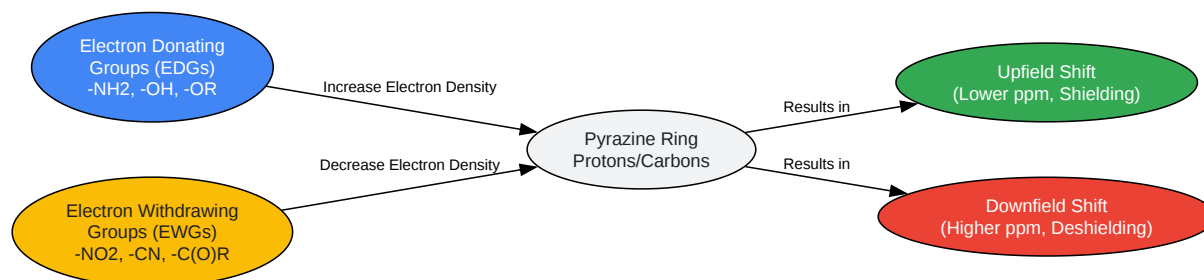 Electron Donating
Groups (EDGs)
-NH2, -OH, -OR
Increase Electron Density
Electron Withdrawing
Groups (EWGs)
-NO2, -CN, -C(O)R
Decrease Electron Density
Pyrazine Ring
Protons/Carbons
Results in
Upfield Shift
(Lower ppm, Shielding)
Results in
Downfield Shift
(Higher ppm, Deshielding)